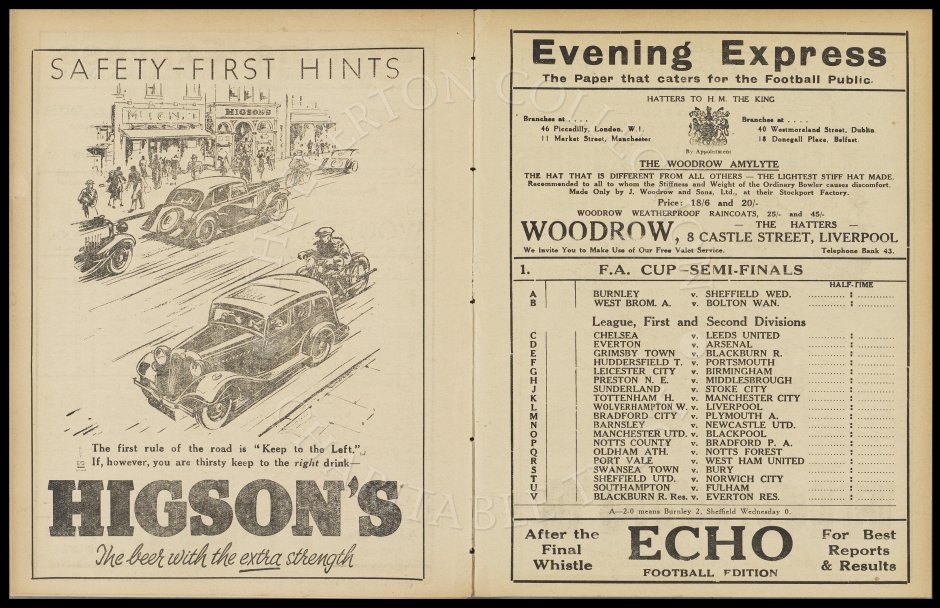 SAFETY-FIRST HINTS
HIGSON'S
The first rule of the road is "Keep to the Left."
If, however, you are thirsty keep to the right drink—
HIGSON'S
The beer with the extra strength
Evening Express
The Paper that caters for the Football Public.
HATTERS TO H.M. THE KING
Branches at . . . .
46 Piccadilly, London, W.1.
11 Market Street, Manchester
By Appointment
Branches at . . . .
40 Westmoreland Street, Dublin
18 Donegall Place, Belfast.
THE WOODROW AMYLYTE
THE HAT THAT IS DIFFERENT FROM ALL OTHERS — THE LIGHTEST STIFF HAT MADE.
Recommended to all to whom the Stiffness and Weight of the Ordinary Bowler causes discomfort.
Made Only by J. Woodrow and Sons, Ltd., at their Stockport Factory.
Price: 18/6 and 20/-
WOODROW WEATHERPROOF RAINCOATS, 25/- and 45/-
WOODROW, — THE HATTERS —
8 CASTLE STREET, LIVERPOOL
We Invite You to Make Use of Our Free Valet Service. Telephone Bank 43.
1. F.A. CUP—SEMI-FINALS
HALF-TIME
A BURNLEY v. SHEFFIELD WED. .......... : ..........
B WEST BROM. A. v. BOLTON WAN. .......... : ..........
League, First and Second Divisions
C CHELSEA v. LEEDS UNITED .......... : ..........
D EVERTON v. ARSENAL .......... : ..........
E GRIMSBY TOWN v. BLACKBURN R. .......... : ..........
F HUDDERSFIELD T. v. PORTSMOUTH .......... : ..........
G LEICESTER CITY v. BIRMINGHAM .......... : ..........
H PRESTON N. E. v. MIDDLESBROUGH .......... : ..........
J SUNDERLAND v. STOKE CITY .......... : ..........
K TOTTENHAM H. v. MANCHESTER CITY .......... : ..........
L WOLVERHAMPTON W. v. LIVERPOOL .......... : ..........
M BRADFORD CITY v. PLYMOUTH A. .......... : ..........
N BARNSLEY v. NEWCASTLE UTD. .......... : ..........
O MANCHESTER UTD. v. BLACKPOOL .......... : ..........
P NOTTS COUNTY v. BRADFORD P. A. .......... : ..........
Q OLDHAM ATH. v. NOTTS FOREST .......... : ..........
R PORT VALE v. WEST HAM UNITED .......... : ..........
S SWANSEA TOWN v. BURY .......... : ..........
T SHEFFIELD UTD. v. NORWICH CITY .......... : ..........
U SOUTHAMPTON v. FULHAM .......... : ..........
V BLACKBURN R. Res. v. EVERTON RES. .......... : ..........
A—2-0 means Burnley 2, Sheffield Wednesday 0.
After the
Final
Whistle
ECHO
FOOTBALL EDITION
For Best
Reports
& Results